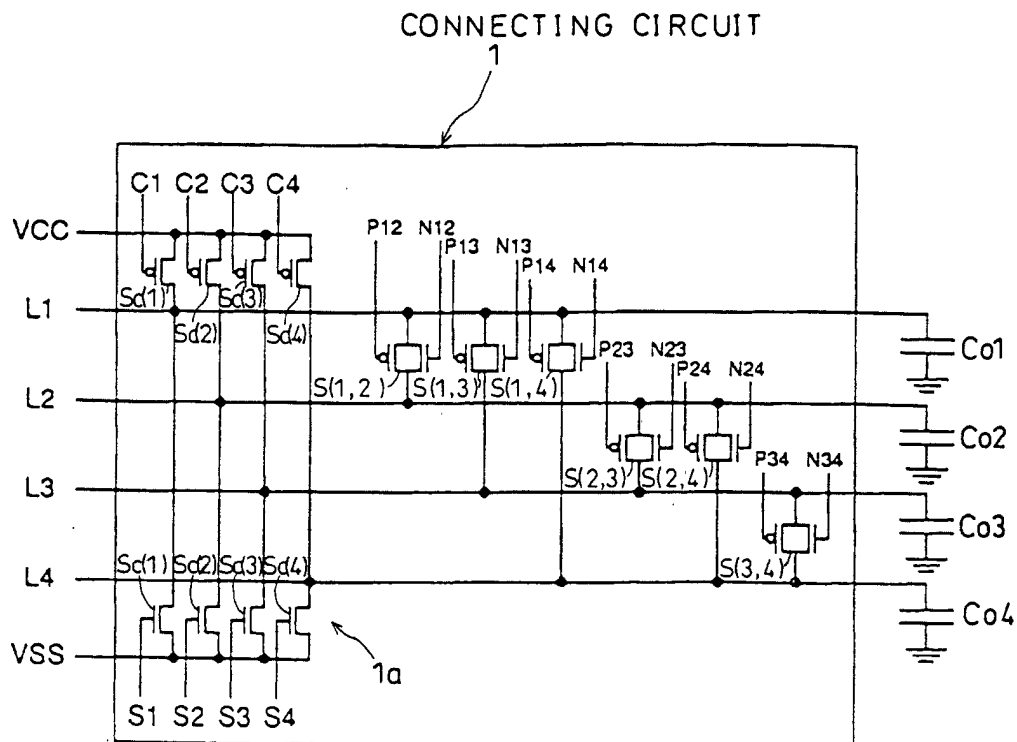 CONNECTING CIRCUIT
1
C1 C2 C3 C4
VCC
P12 N12 P13 N13 P14 N14
Sd(1) Sd(2) Sd(3) Sd(4)
L1
Co1
S(1,2) S(1,3) S(1,4)
P23 N23 P24 N24
L2
Co2
S(2,3) S(2,4)
P34 N34
L3
Co3
Sc(1) Sd(2) Sd(3) Sd(4)
S(3,4)
L4
Co4
VSS
1a
S1 S2 S3 S4